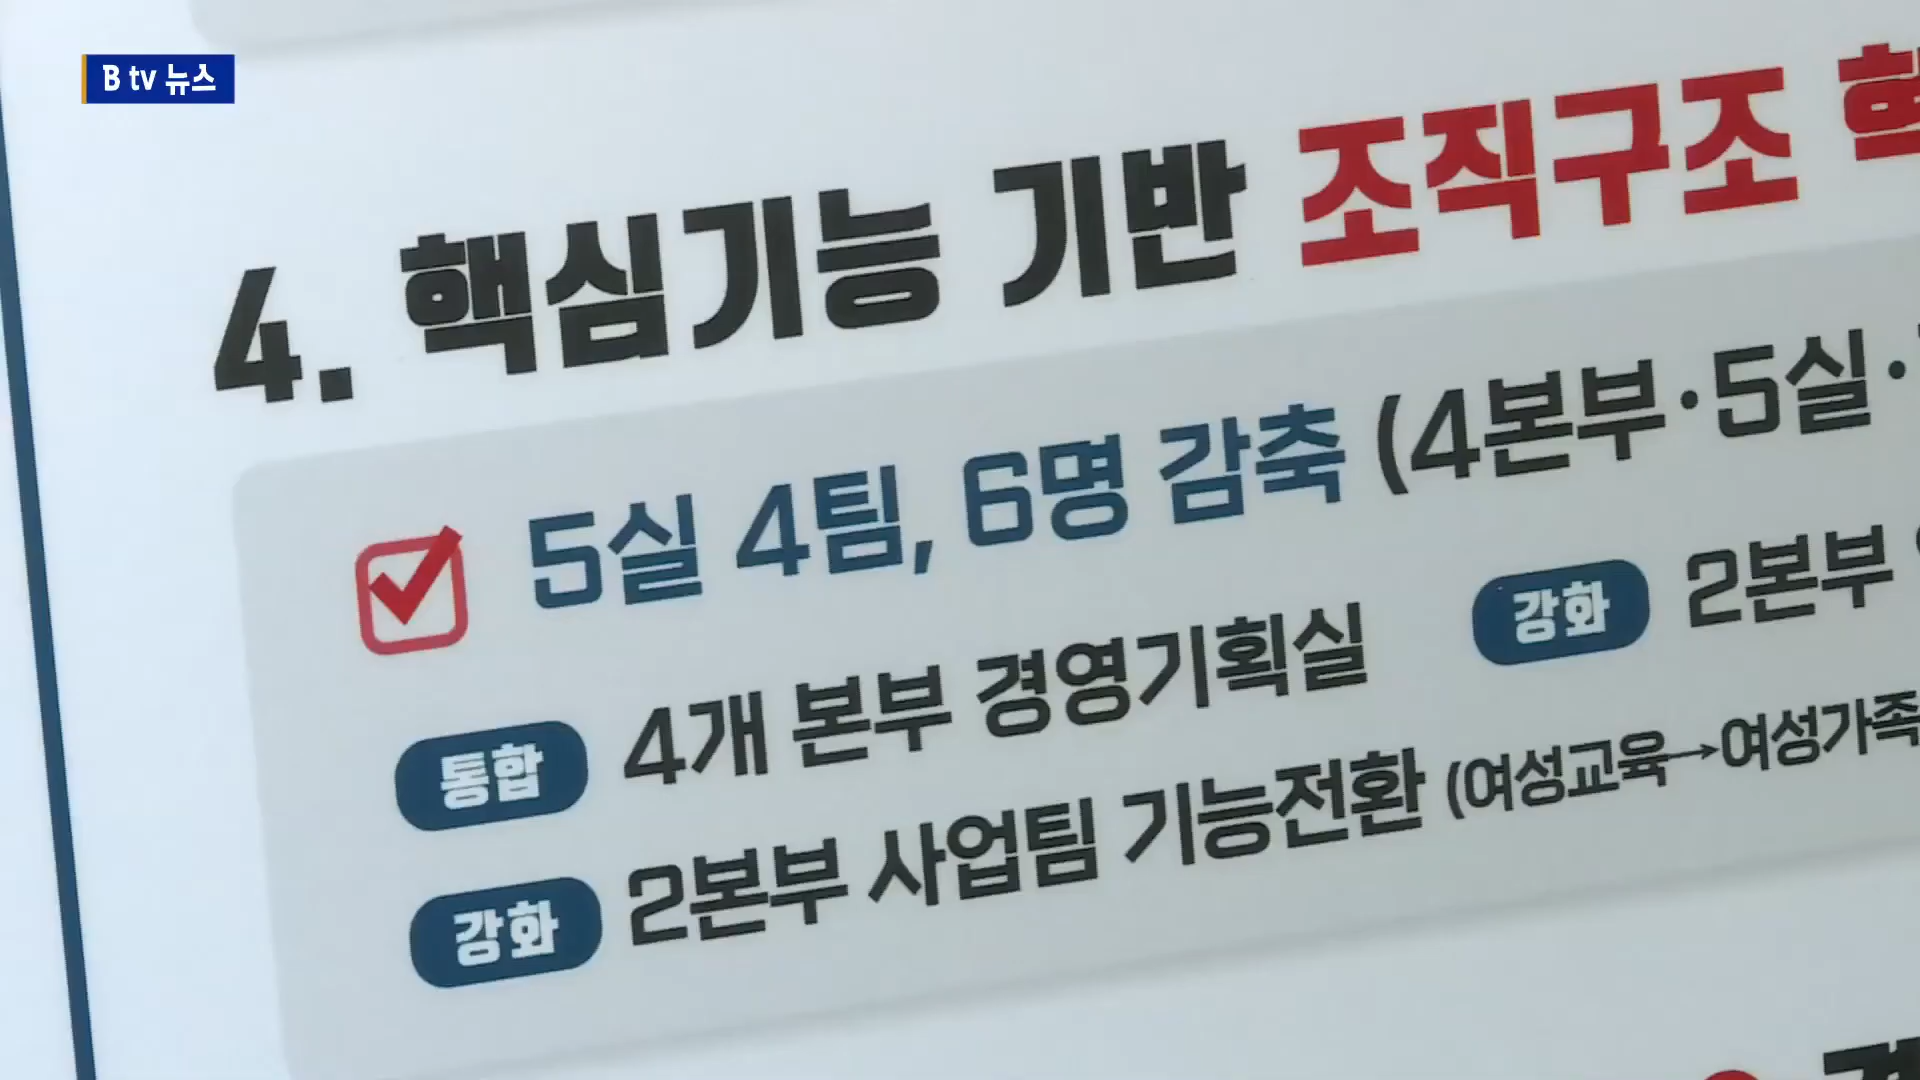 B tv 뉴스
4. 핵심기능 기반 조직구조
5실 4팀, 6명 감축 (4본부·5실·
통합 4개 본부 경영기획실 강화 2본부
강화 2본부 사업팀 기능전환 (여성교육→여성가족